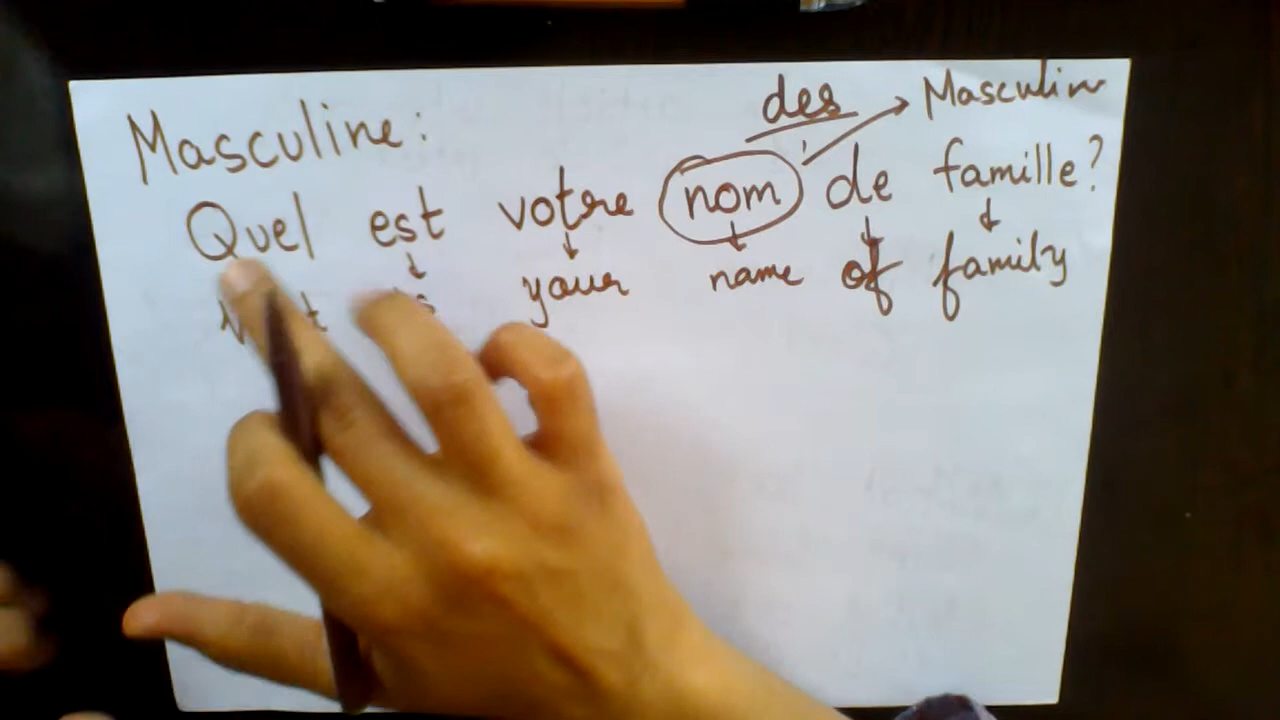 Masculine:
des
Masculin
Quel est votre nom de famille?
your name of family